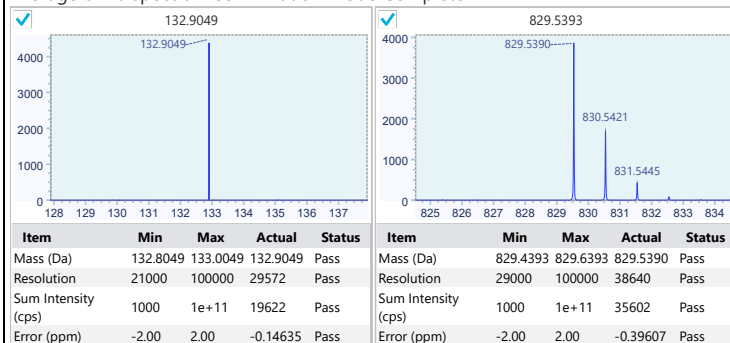 132.9049
132.9049
4000
3000
2000
1000
0
128 129 130 131 132 133 134 135 136 137
Item Min Max Actual Status
Mass (Da) 132.8049 133.0049 132.9049 Pass
Resolution 21000 100000 29572 Pass
Sum Intensity
(cps) 1000 1e+11 19622 Pass
Error (ppm) -2.00 2.00 -0.14635 Pass
829.5393
4000
829.5390
3000
830.5421
2000
831.5445
1000
0
825 826 827 828 829 830 831 832 833 834
Item Min Max Actual Status
Mass (Da) 829.4393 829.6393 829.5390 Pass
Resolution 29000 100000 38640 Pass
Sum Intensity
(cps) 1000 1e+11 35602 Pass
Error (ppm) -2.00 2.00 -0.39607 Pass